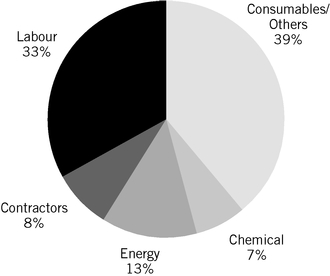 Consumables/
Others
39%
Labour
33%
Contractors
8%
Energy
13%
Chemical
7%